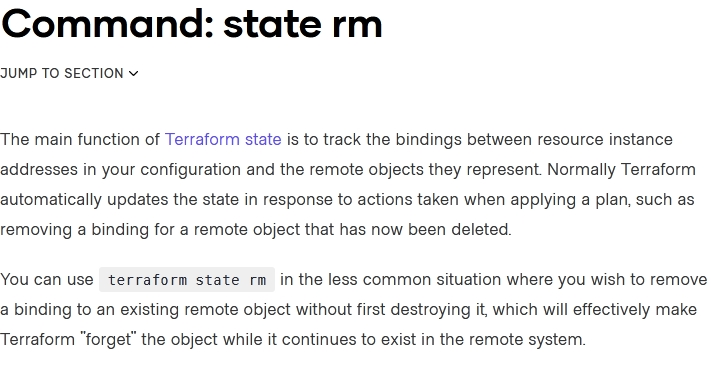 Command: state rm
JUMP TO SECTION
The main function of Terraform state is to track the bindings between resource instance
addresses in your configuration and the remote objects they represent. Normally Terraform
automatically updates the state in response to actions taken when applying a plan, such as
removing a binding for a remote object that has now been deleted.
You can use terraform state rm in the less common situation where you wish to remove
a binding to an existing remote object without first destroying it, which will effectively make
Terraform "forget" the object while it continues to exist in the remote system.